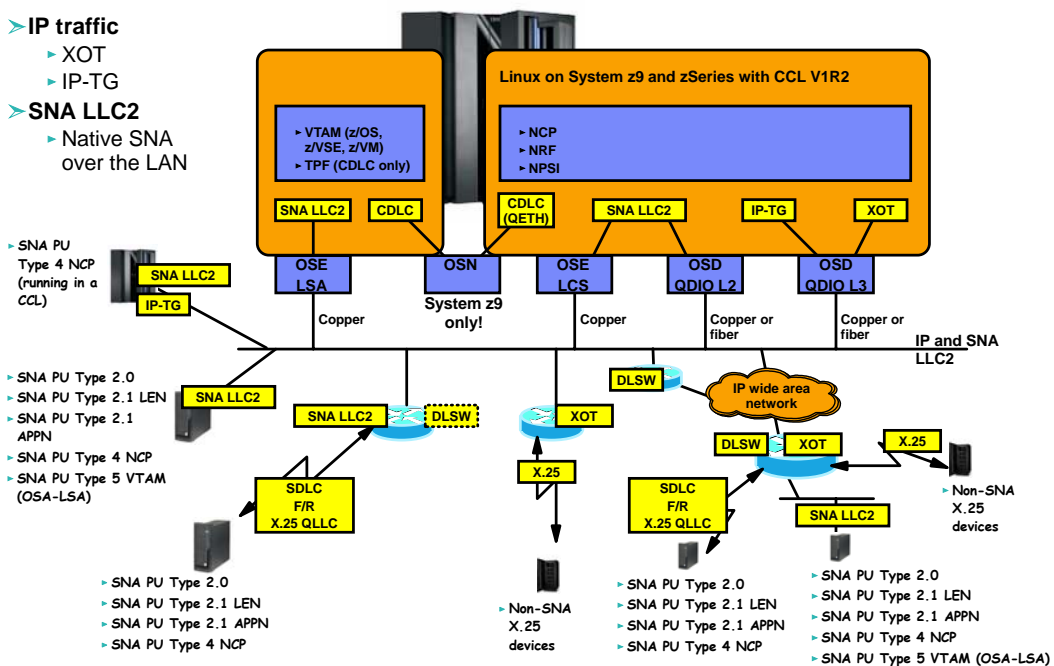 ➢IP traffic
► XOT
► IP-TG
➢SNA LLC2
► Native SNA
over the LAN
Linux on System z9 and zSeries with CCL V1R2
► VTAM (z/OS,
z/VSE, z/VM)
► TPF (CDLC only)
► NCP
► NRF
► NPSI
SNA LLC2
CDLC
CDLC
(QETH)
SNA LLC2
IP-TG
XOT
OSE
LSA
OSN
OSE
LCS
OSD
QDIO L2
OSD
QDIO L3
System z9
only!
Copper
Copper
Copper or
fiber
Copper or
fiber
IP and SNA
LLC2
► SNA PU
Type 4 NCP
(running in a
CCL)
SNA LLC2
IP-TG
► SNA PU Type 2.0
► SNA PU Type 2.1 LEN
► SNA PU Type 2.1
APPN
► SNA PU Type 4 NCP
► SNA PU Type 5 VTAM
(OSA-LSA)
SNA LLC2
SNA LLC2
DLSW
XOT
DLSW
IP wide area
network
DLSW
XOT
X.25
SDLC
F/R
X.25 QLLC
X.25
SDLC
F/R
X.25 QLLC
SNA LLC2
► Non-SNA
X.25
devices
► SNA PU Type 2.0
► SNA PU Type 2.1 LEN
► SNA PU Type 2.1 APPN
► SNA PU Type 4 NCP
► Non-SNA
X.25
devices
► SNA PU Type 2.0
► SNA PU Type 2.1 LEN
► SNA PU Type 2.1 APPN
► SNA PU Type 4 NCP
► SNA PU Type 2.0
► SNA PU Type 2.1 LEN
► SNA PU Type 2.1 APPN
► SNA PU Type 4 NCP
► SNA PU Type 5 VTAM (OSA-LSA)